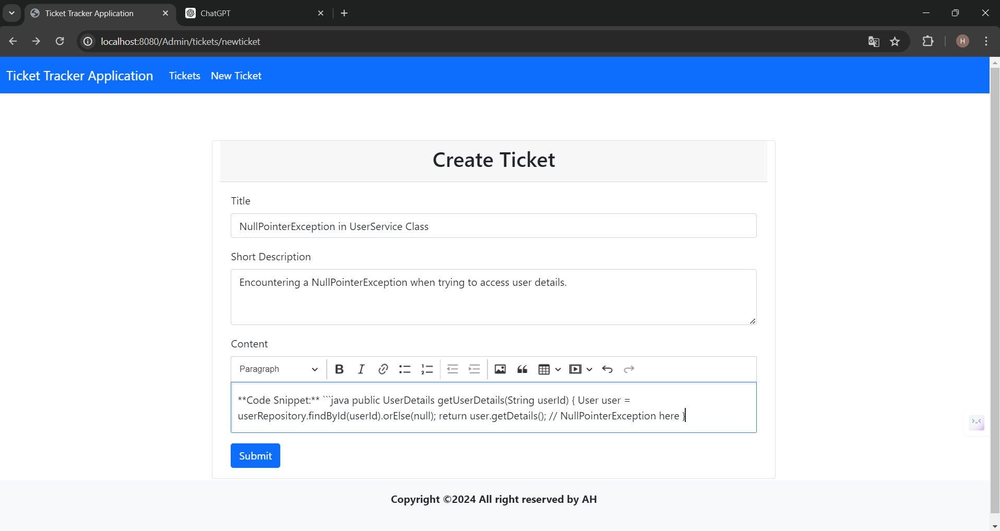 Ticket Tracker Application
ChatGPT
localhost:8080/Admin/tickets/newticket
H
Ticket Tracker Application Tickets New Ticket
Create Ticket
Title
NullPointerException in UserService Class
Short Description
Encountering a NullPointerException when trying to access user details.
Content
Paragraph
**Code Snippet:** ```java public UserDetails getUserDetails(String userId) { User user =
userRepository.findById(userId).orElse(null); return user.getDetails(); // NullPointerException here }
Submit
Copyright ©2024 All right reserved by AH